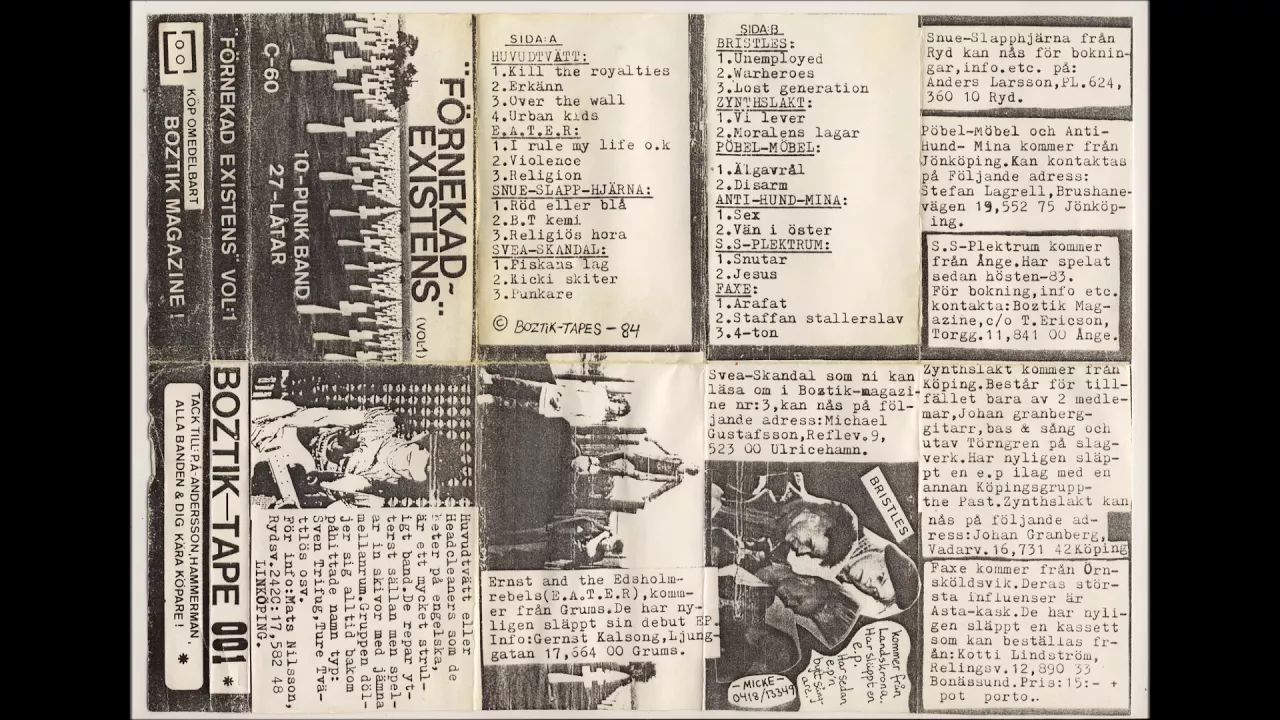 KÖP OMEDELBART
BOZTIK MAGAZINE!
"FÖRNEKAD EXISTENS" VOL:1
C-60
10-PUNK BAND
27-LÅTAR
"FÖRNEKAD~
EXISTENS"
(VOL:1)
SIDA:A
HUVUDTVÄTT:
1.Kill the royalties
2.Erkänn
3.Over the wall
4.Urban kids
E.A.T.E.R:
1.I rule my life o.k
2.Violence
3.Religion
SNUE-SLAPP-HJÄRNA:
1.Röd eller blå
2.B.T kemi
3.Religiös hora
SVEA-SKANDAL:
1.Piskans lag
2.Kicki skiter
3.Punkare
© BOZTIK-TAPES-84
SIDA:B
BRISTLES:
1.Unemployed
2.Warheroes
3.Lost generation
ZYNTHSLAKT:
1.Vi lever
2.Moralens lagar
PÖBEL-MÖBEL:
1.Älgavrål
2.Disarm
ANTI-HUND-MINA:
1.Sex
2.Vän i öster
S.S-PLEKTRUM:
1.Snutar
2.Jesus
FAXE:
1.Arafat
2.Staffan stallerslav
3.4-ton
Snue-Slapphjärna från
Ryd kan nås för boknin-
gar,info.etc. på:
Anders Larsson,PL.624,
360 10 Ryd.
Pöbel-Möbel och Anti-
Hund- Mina kommer från
Jönköping.Kan kontaktas
på Följande adress:
Stefan Lagrell,Brushane-
vägen 19,552 75 Jönköp-
ing.
S.S-Plektrum kommer
från Ånge.Har spelat
sedan hösten-83.
För bokning,info etc.
kontakta:Boztik Mag-
azine,c/o T.Ericson,
Torgg.11,841 00 Ånge.
TACK TILL:P.A-ANDERSSON,HAMMERMAN,
ALLA BANDEN & DIG KÄRA KÖPARE! *
BOZTIK-TAPE 001 *
Huvudtvätt eller
Headcleaners som de
heter på engelska,
är ett mycket strul-
igt band.De repar yt-
terst sällan men spel-
ar in skivor med jämna
mellanrum.Gruppen döl-
jer sig alltid bakom
påhittade namn typ:
Sven Trifug,Ture Tvä-
ttlös osv.
För info:Mats Nilsson,
Rydsv.242C:17,582 48
LINKÖPING.
Ernst and the Edsholm-
rebels(E.A.T.E.R),komm-
er från Grums.De har ny-
ligen släppt sin debut EP.
Info:Gernst Kalsong,Ljung-
gatan 17,664 00 Grums.
Svea-Skandal som ni kan
läsa om i Boztik-magazi-
ne nr:3,kan nås på föl-
jande adress:Michael
Gustafsson,Reflev.9,
523 00 Ulricehamn.
BRISTLES
kommer från
Landskrona.
Har släppt en
e.p.
Har sedan
e.p'n
bytt sång-
are.
-MICKE-
0418/13349
Zynthslakt kommer från
Köping.Består för till-
fället bara av 2 medle-
mar,Johan granberg-
gitarr,bas & sång och
utav Törngren på slag-
verk.Har nyligen släp-
pt en e.p ilag med en
annan Köpingsgrupp-
the Past.Zynthslakt kan
nås på följande ad-
ress:Johan Granberg,
Vadarv.16,731 42 Köping
Faxe kommer från Örn-
sköldsvik.Deras stör-
sta influenser är
Asta-kask.De har nyli-
gen släppt en kassett
som kan beställas fr-
ån:Kotti Lindström,
Relingsv.12,890 53
Bonässund.Pris:15:- +
pot porto..